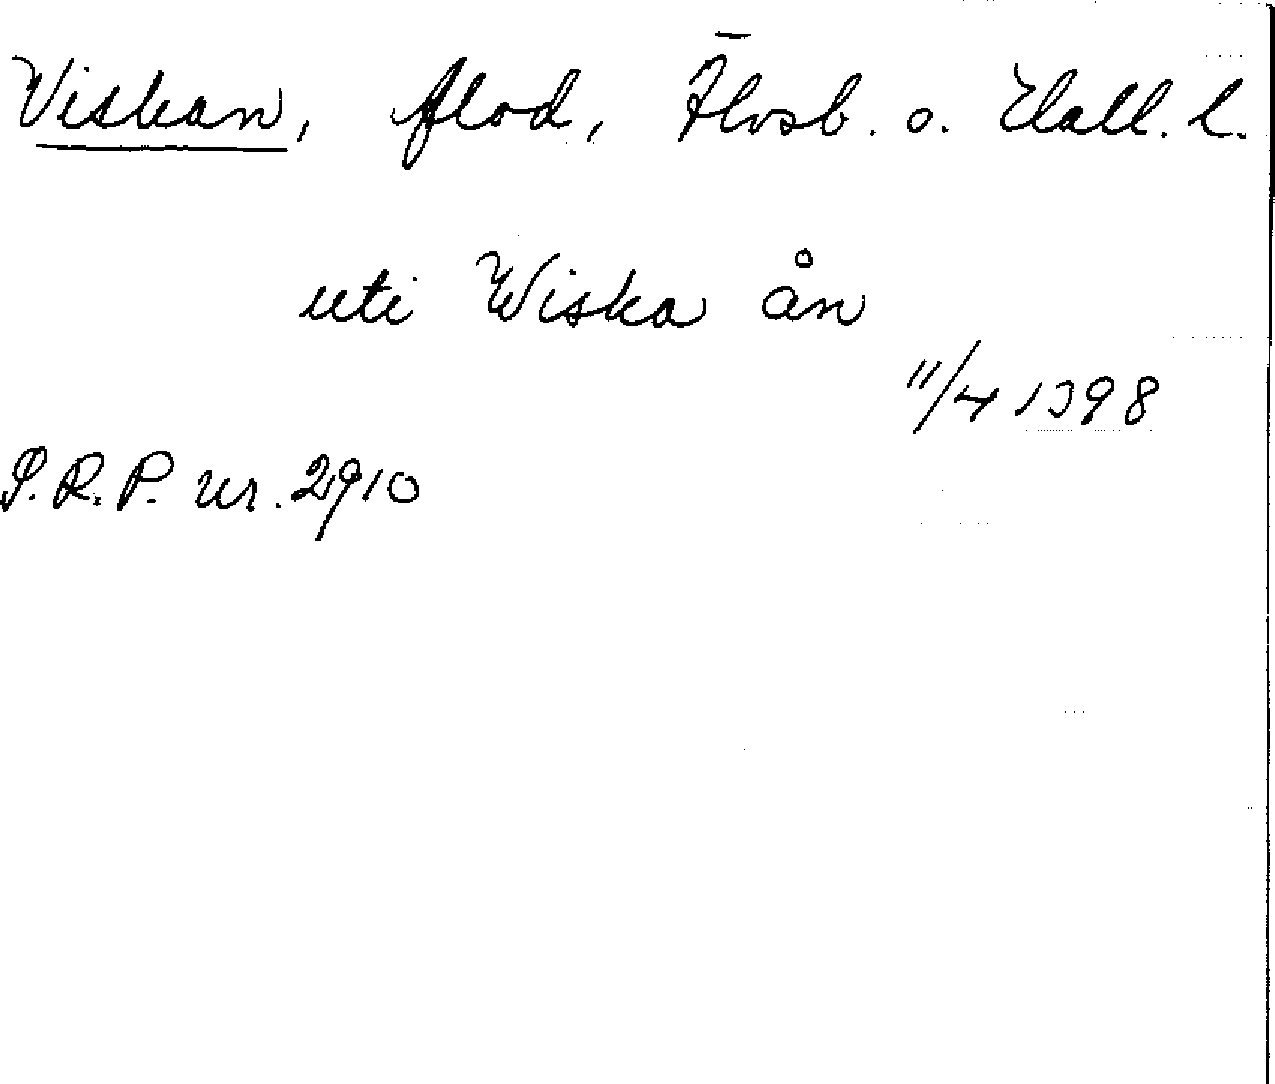 Viskan, flod, Älvsb. o. Hall. l.
uti Wiska ån
11/4 1398
S.R.P. nr. 2910